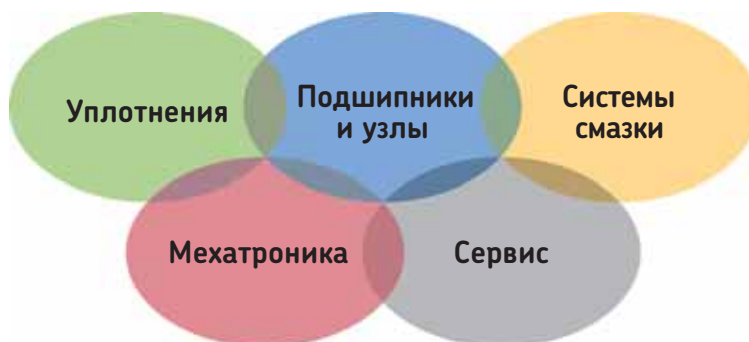 Уплотнения
Подшипники
и узлы
Системы
смазки
Мехатроника
Сервис